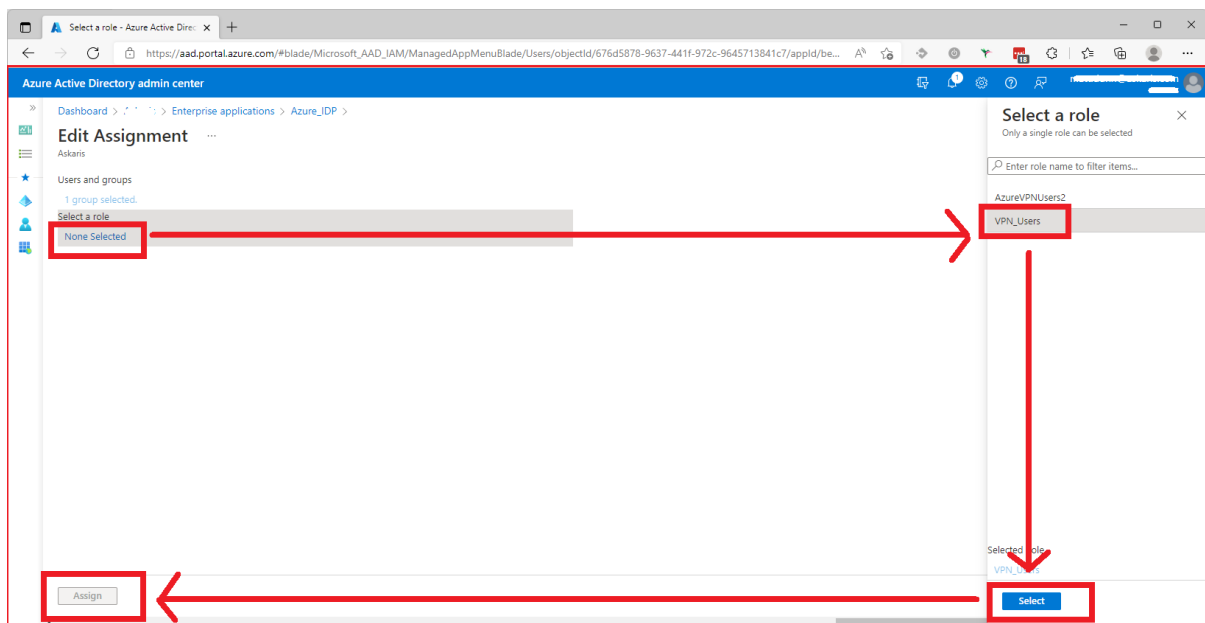 Select a role - Azure Active Direc
https://aad.portal.azure.com/#blade/Microsoft_AAD_IAM/ManagedAppMenuBlade/Users/objectId/676d5878-9637-441f-972c-9645713841c7/appId/be...
18
Azure Active Directory admin center
1
Dashboard > > Enterprise applications > Azure_IDP >
Edit Assignment ...
Askaris
Users and groups
1 group selected.
Select a role
None Selected
Assign
Select a role
Only a single role can be selected
Enter role name to filter items...
AzureVPNUsers2
VPN_Users
Selected role
VPN_Users
Select